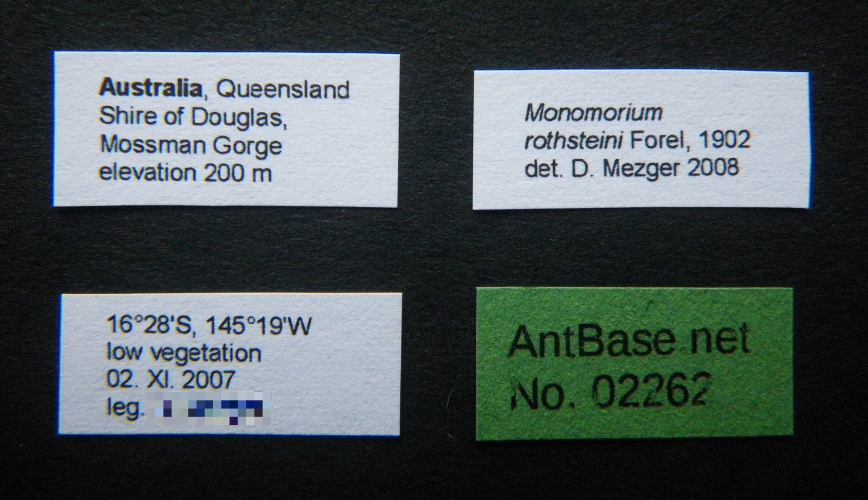 Australia, Queensland
Shire of Douglas,
Mossman Gorge
elevation 200 m
Monomorium
rothsteini Forel, 1902
det. D. Mezger 2008
16°28'S, 145°19'W
low vegetation
02. XI. 2007
leg.
AntBase.net
No. 02262